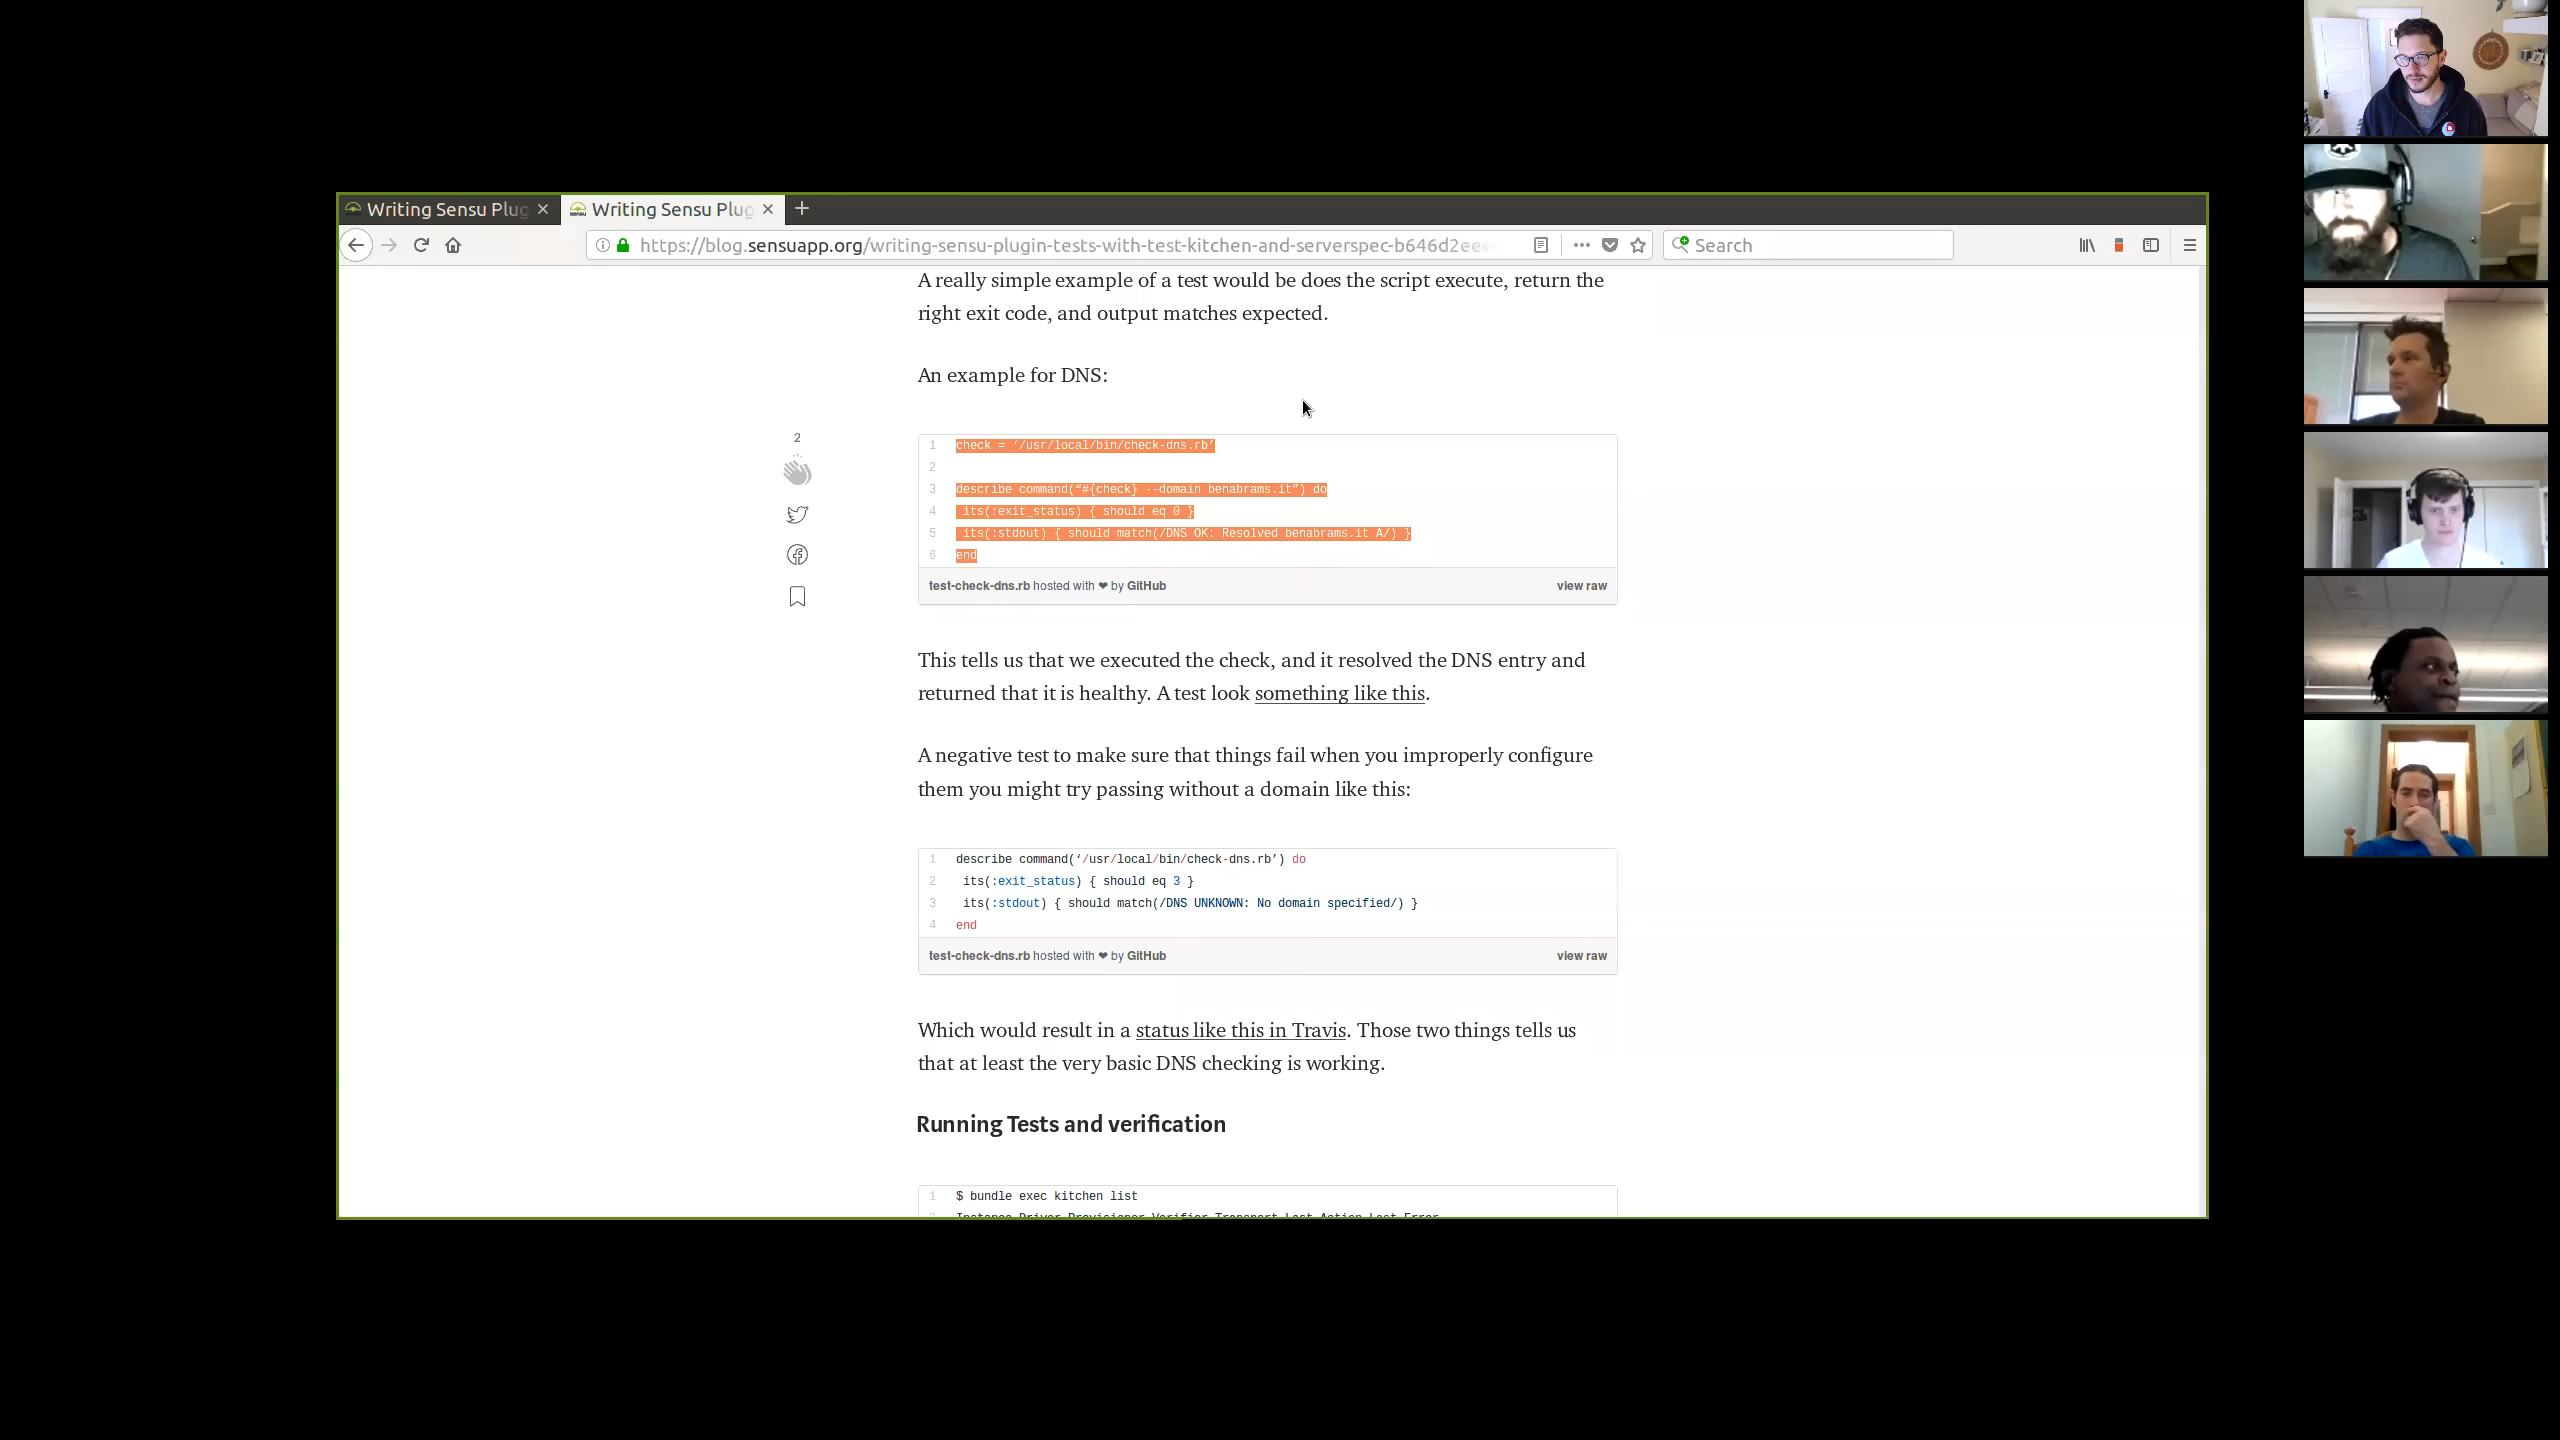 Writing Sensu Plug
Writing Sensu Plug
https://blog.sensuapp.org/writing-sensu-plugin-tests-with-test-kitchen-and-serverspec-b646d2ee
Search
A really simple example of a test would be does the script execute, return the
right exit code, and output matches expected.
An example for DNS:
2
1 check = ‘/usr/local/bin/check-dns.rb’
2
3 describe command(“#{check} --domain benabrams.it”) do
4 its(:exit_status) { should eq 0 }
5 its(:stdout) { should match(/DNS OK: Resolved benabrams.it A/) }
6 end
test-check-dns.rb hosted with ❤ by GitHub view raw
This tells us that we executed the check, and it resolved the DNS entry and
returned that it is healthy. A test look something like this.
A negative test to make sure that things fail when you improperly configure
them you might try passing without a domain like this:
1 describe command(‘/usr/local/bin/check-dns.rb’) do
2 its(:exit_status) { should eq 3 }
3 its(:stdout) { should match(/DNS UNKNOWN: No domain specified/) }
4 end
test-check-dns.rb hosted with ❤ by GitHub view raw
Which would result in a status like this in Travis. Those two things tells us
that at least the very basic DNS checking is working.
Running Tests and verification
1 $ bundle exec kitchen list
Instance Driver Provisioner Verifier Transport Last Action Last Error